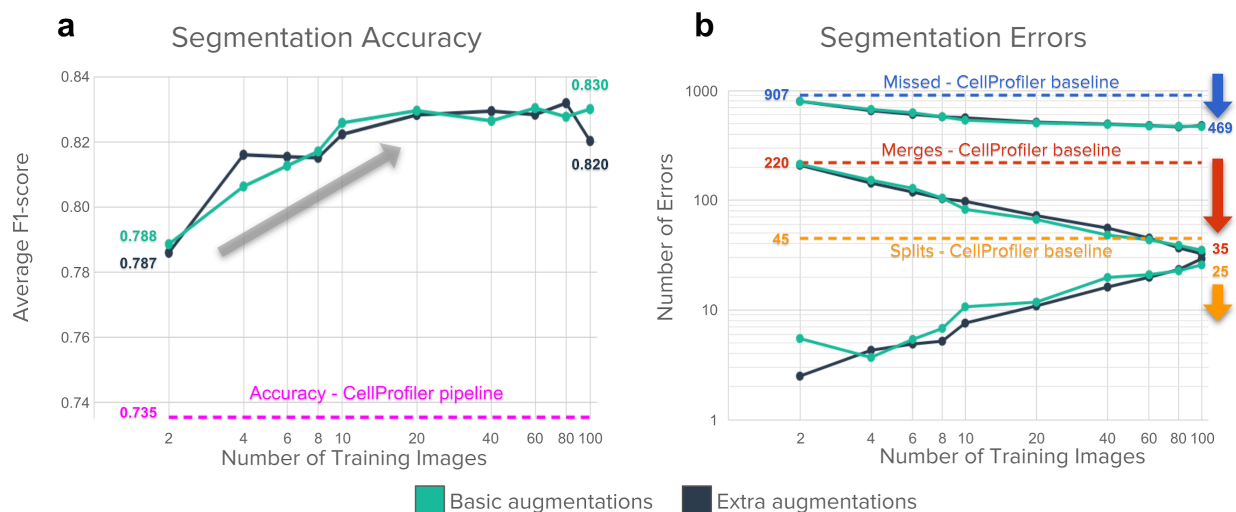 a
Segmentation Accuracy
0.84
0.82
0.80
0.78
0.76
0.74
Average F1-score
0.830
0.820
0.788
0.787
Accuracy - CellProfiler pipeline
0.735
2 4 6 8 10 20 40 60 80 100
Number of Training Images
b
Segmentation Errors
1000
100
10
1
Number of Errors
Missed - CellProfiler baseline
907
469
Merges - CellProfiler baseline
220
45
Splits - CellProfiler baseline
35
25
2 4 6 8 10 20 40 60 80 100
Number of Training Images
Basic augmentations
Extra augmentations